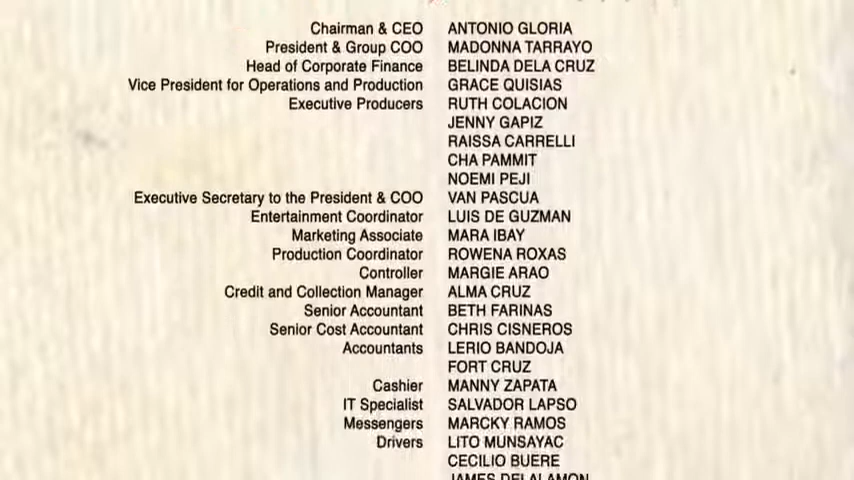 Chairman & CEO ANTONIO GLORIA
President & Group COO MADONNA TARRAYO
Head of Corporate Finance BELINDA DELA CRUZ
Vice President for Operations and Production GRACE QUISIAS
Executive Producers RUTH COLACION
JENNY GAPIZ
RAISSA CARRELLI
CHA PAMMIT
NOEMI PEJI
Executive Secretary to the President & COO VAN PASCUA
Entertainment Coordinator LUIS DE GUZMAN
Marketing Associate MARA IBAY
Production Coordinator ROWENA ROXAS
Controller MARGIE ARAO
Credit and Collection Manager ALMA CRUZ
Senior Accountant BETH FARINAS
Senior Cost Accountant CHRIS CISNEROS
Accountants LERIO BANDOJA
FORT CRUZ
Cashier MANNY ZAPATA
IT Specialist SALVADOR LAPSO
Messengers MARCKY RAMOS
Drivers LITO MUNSAYAC
CECILIO BUERE
JAMES DELALAMON